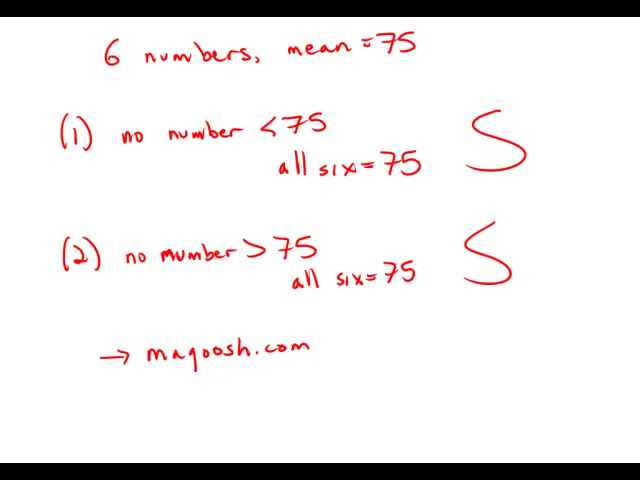 6 numbers, mean = 75
(1) no number < 75 S
all six = 75
(2) no number > 75 S
all six = 75
→ magoosh.com